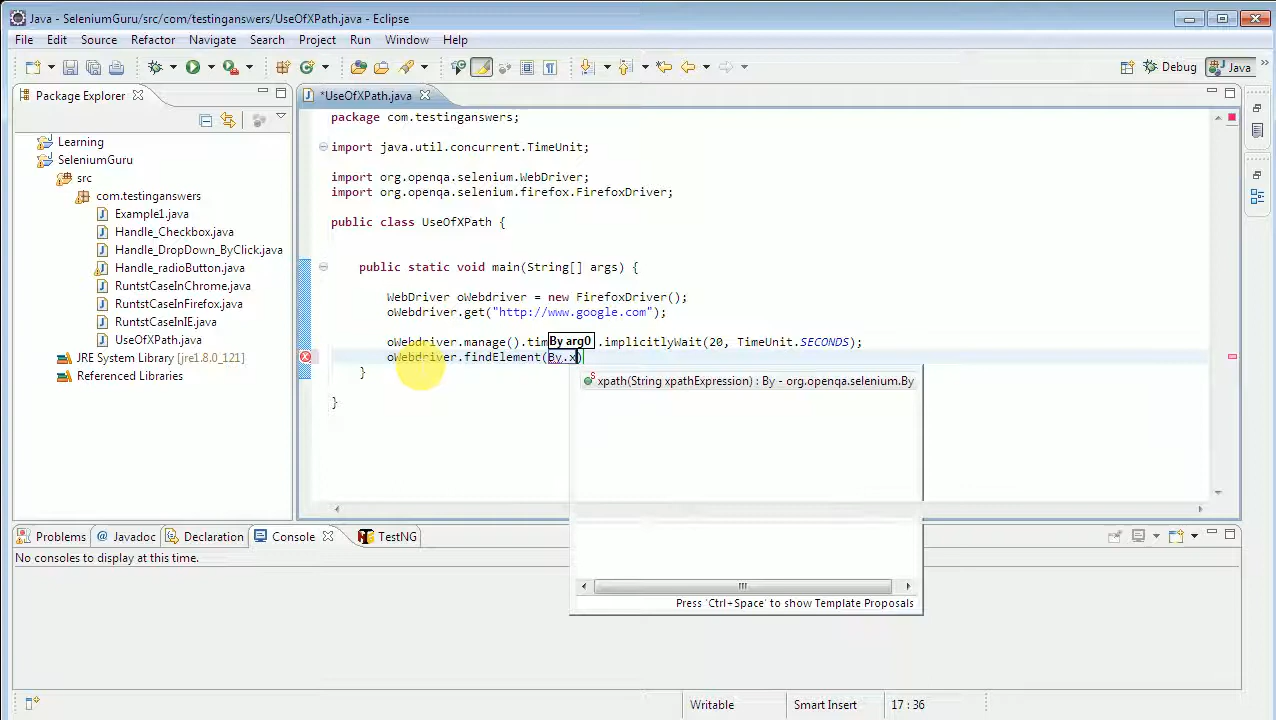 Java - SeleniumGuru/src/com/testinganswers/UseOfXPath.java - Eclipse
File Edit Source Refactor Navigate Search Project Run Window Help
Debug Java
Package Explorer
*UseOfXPath.java
Learning
SeleniumGuru
src
com.testinganswers
Example1.java
Handle_Checkbox.java
Handle_DropDown_ByClick.java
Handle_radioButton.java
RuntstCaseInChrome.java
RuntstCaseInFirefox.java
RuntstCaseInIE.java
UseOfXPath.java
JRE System Library [jre1.8.0_121]
Referenced Libraries
package com.testinganswers;
import java.util.concurrent.TimeUnit;
import org.openqa.selenium.WebDriver;
import org.openqa.selenium.firefox.FirefoxDriver;
public class UseOfXPath {
public static void main(String[] args) {
WebDriver oWebdriver = new FirefoxDriver();
oWebdriver.get("http://www.google.com");
By arg0
oWebdriver.manage().tim .implicitlyWait(20, TimeUnit.SECONDS);
oWebdriver.findElement(By.x)
}
}
xpath(String xpathExpression) : By - org.openqa.selenium.By
Press 'Ctrl+Space' to show Template Proposals
Problems @ Javadoc Declaration Console TestNG
No consoles to display at this time.
Writable Smart Insert 17 : 36